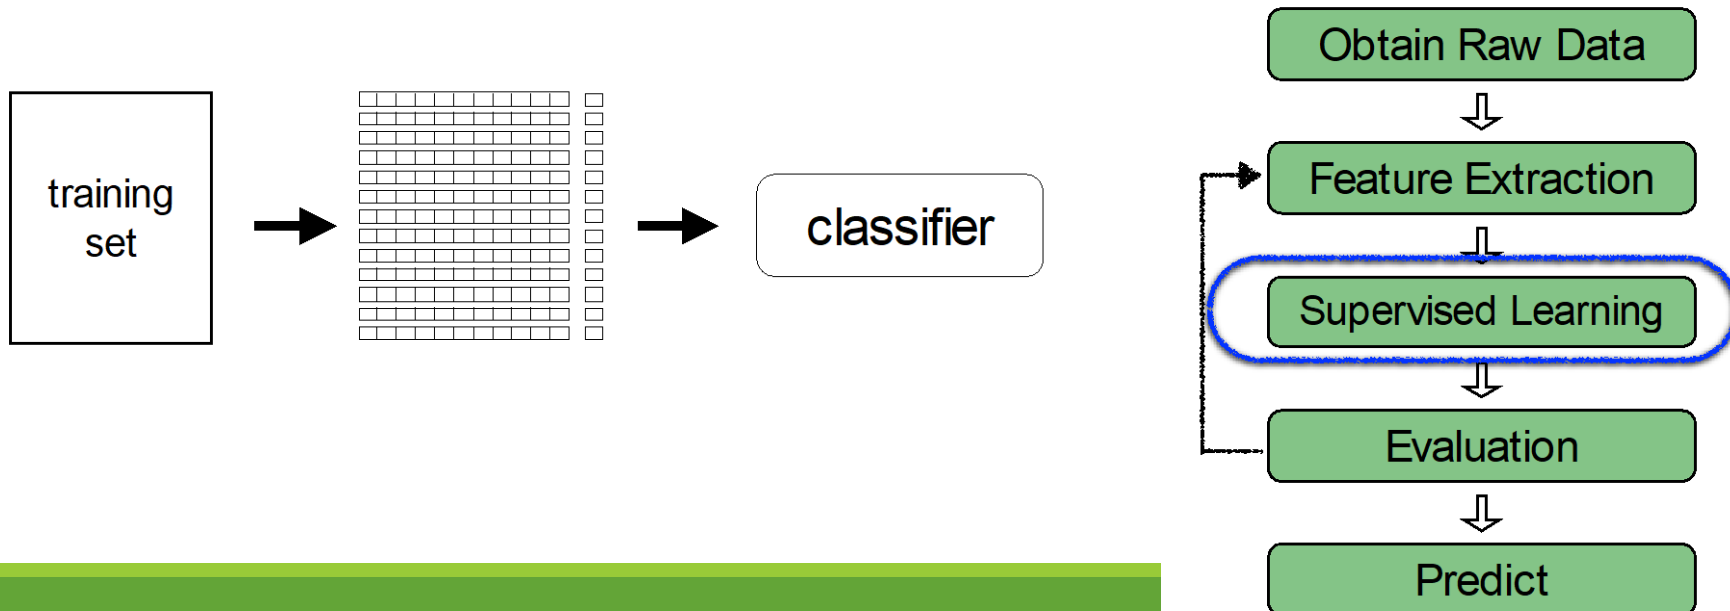 training
set
classifier
Obtain Raw Data
Feature Extraction
Supervised Learning
Evaluation
Predict